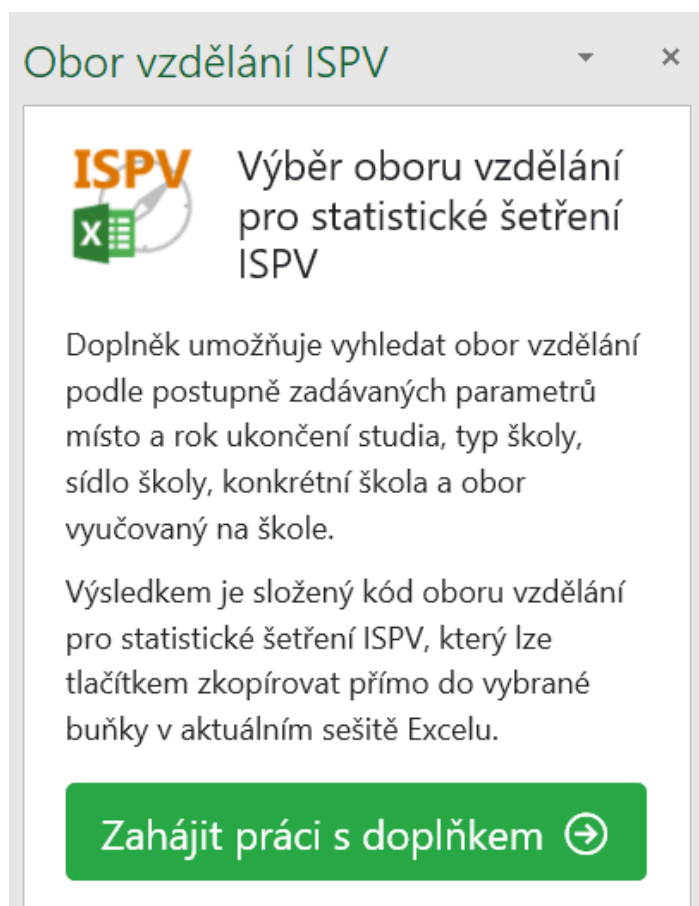 Obor vzdělání ISPV
ISPV
X
Výběr oboru vzdělání
pro statistické šetření
ISPV
Doplněk umožňuje vyhledat obor vzdělání
podle postupně zadávaných parametrů
místo a rok ukončení studia, typ školy,
sídlo školy, konkrétní škola a obor
vyučovaný na škole.
Výsledkem je složený kód oboru vzdělání
pro statistické šetření ISPV, který lze
tlačítkem zkopírovat přímo do vybrané
buňky v aktuálním sešitě Excelu.
Zahájit práci s doplňkem